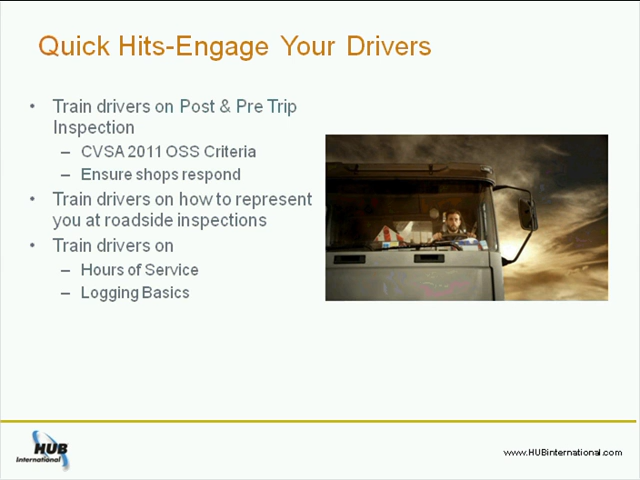 Quick Hits-Engage Your Drivers
• Train drivers on Post & Pre Trip
Inspection
– CVSA 2011 OSS Criteria
– Ensure shops respond
• Train drivers on how to represent
you at roadside inspections
• Train drivers on
– Hours of Service
– Logging Basics
HUB
International
www.HUBinternational.com